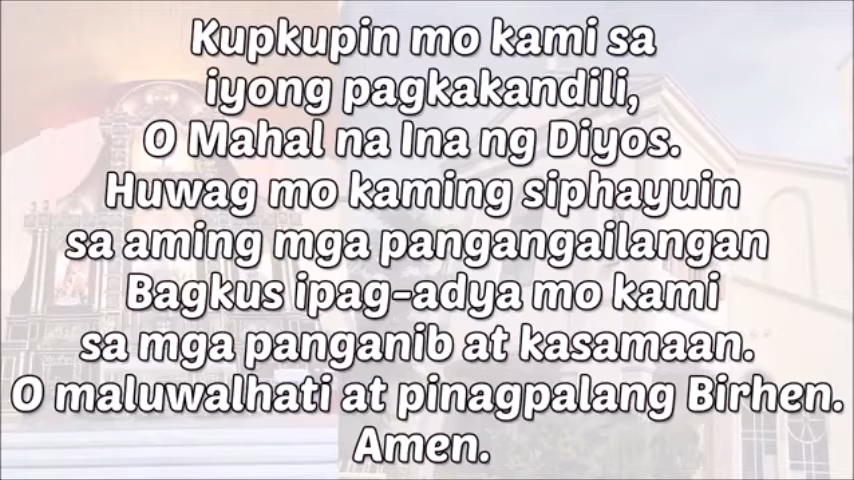 Kupkupin mo kami sa
iyong pagkakandili,
O Mahal na Ina ng Diyos.
Huwag mo kaming siphayuin
sa aming mga pangangailangan
Bagkus ipag-adya mo kami
sa mga panganib at kasamaan.
O maluwalhati at pinagpalang Birhen.
Amen.